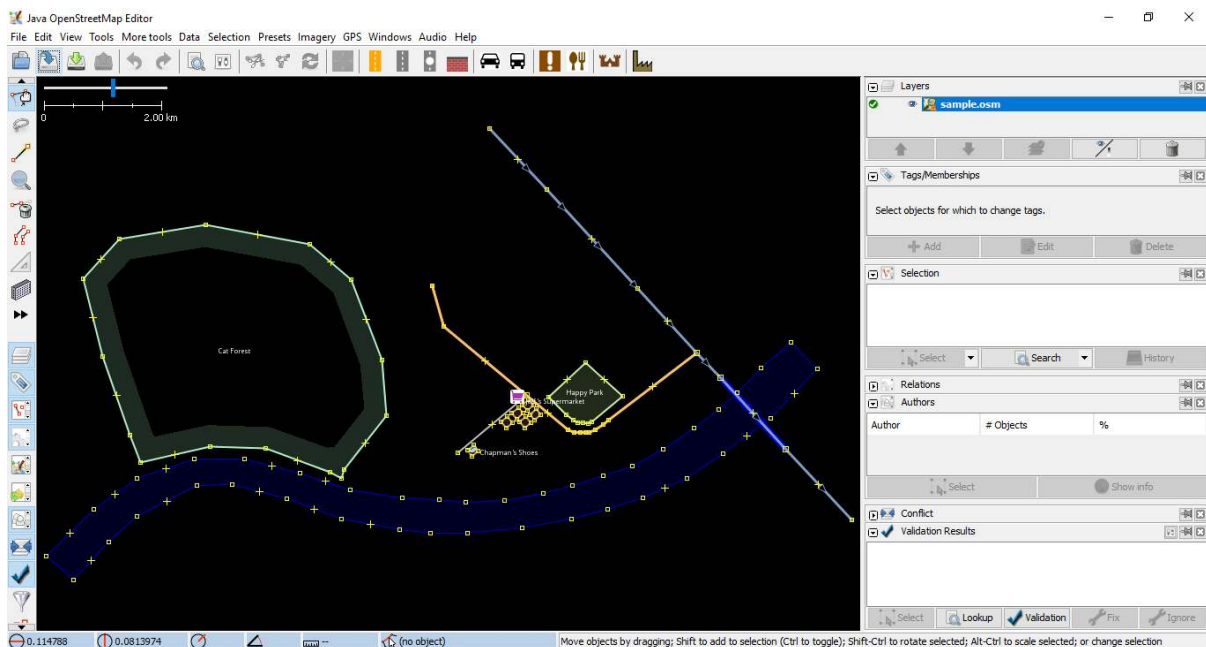 Java OpenStreetMap Editor
File Edit View Tools More tools Data Selection Presets Imagery GPS Windows Audio Help
0 2.00 km
Cat Forest
Happy Park
's Supermarket
Chapman's Shoes
Layers
sample.osm
Tags/Memberships
Select objects for which to change tags.
Add Edit Delete
Selection
Select Search History
Relations
Authors
Author # Objects %
Select Show info
Conflict
Validation Results
Select Lookup Validation Fix Ignore
0.114788 0.0813974 -- (no object) Move objects by dragging; Shift to add to selection (Ctrl to toggle); Shift-Ctrl to rotate selected; Alt-Ctrl to scale selected; or change selection